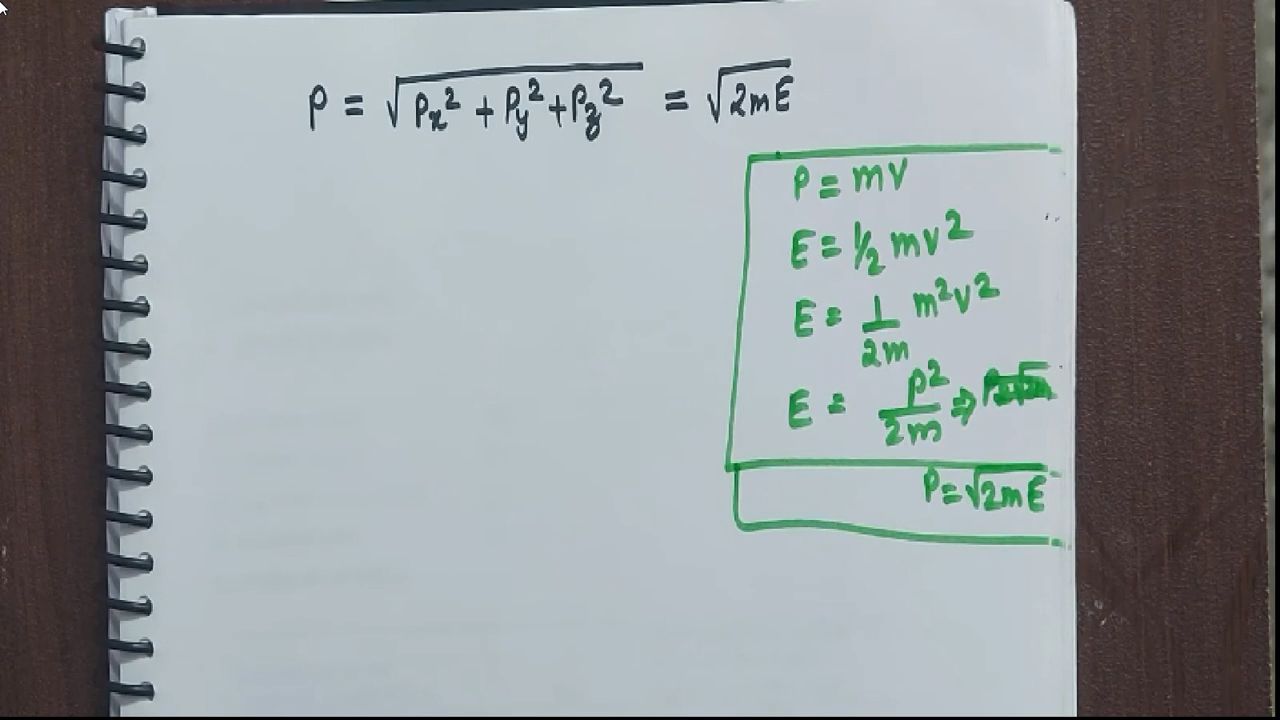 P = √(Px² + Py² + Pz²) = √2mE
P = mv
E = 1/2 mv²
E = 1/2m m²v²
E = P²/2m ⇒
P = √2mE